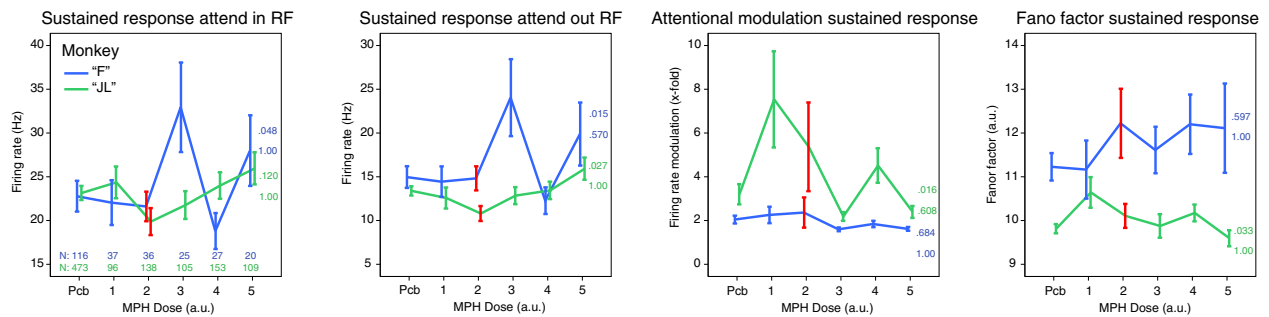 Sustained response attend in RF
40
35
30
25
20
15
Firing rate (Hz)
Monkey
"F"
"JL"
.048
1.00
.120
1.00
N: 116 37 36 25 27 20
N: 473 96 138 105 153 109
Pcb 1 2 3 4 5
MPH Dose (a.u.)
Sustained response attend out RF
30
25
20
15
10
5
Firing rate (Hz)
.015
.570
.027
1.00
Pcb 1 2 3 4 5
MPH Dose (a.u.)
Attentional modulation sustained response
10
8
6
4
2
0
Firing rate modulation (x-fold)
.016
.608
.684
1.00
Pcb 1 2 3 4 5
MPH Dose (a.u.)
Fano factor sustained response
14
13
12
11
10
9
Fanor factor (a.u.)
.597
1.00
.033
1.00
Pcb 1 2 3 4 5
MPH Dose (a.u.)